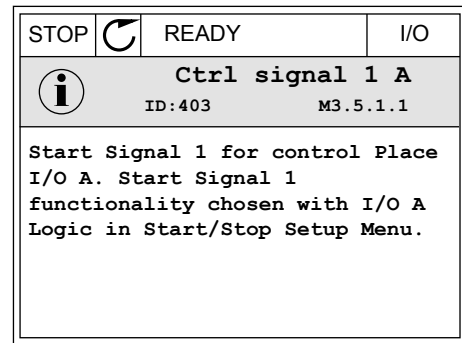 STOP READY I/O
Ctrl signal 1 A
ID:403 M3.5.1.1
Start Signal 1 for control Place
I/O A. Start Signal 1
functionality chosen with I/O A
Logic in Start/Stop Setup Menu.